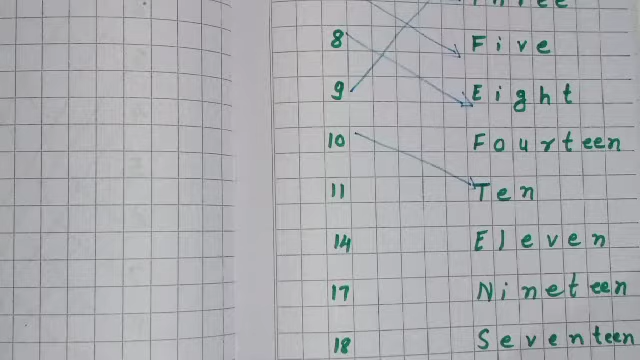 8 Five
9 Eight
10 Fourteen
11 Ten
14 Eleven
17 Nineteen
18 Seventeen